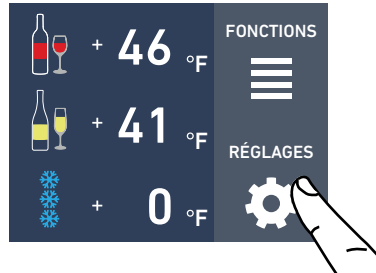 + 46 °F
FONCTIONS
+ 41 °F
RÉGLAGES
+ 0 °F